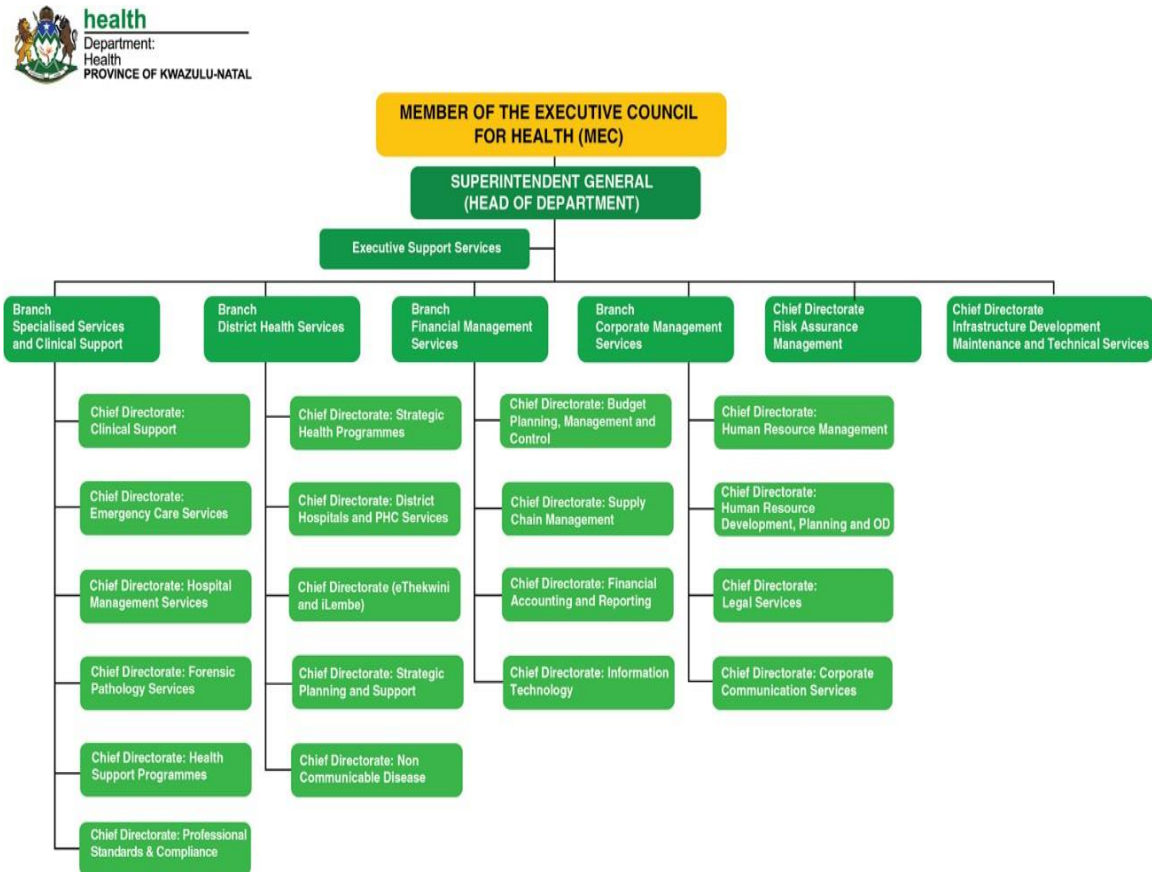 health
Department:
Health
PROVINCE OF KWAZULU-NATAL
MEMBER OF THE EXECUTIVE COUNCIL
FOR HEALTH (MEC)
SUPERINTENDENT GENERAL
(HEAD OF DEPARTMENT)
Executive Support Services
Branch
Specialised Services
and Clinical Support
Branch
District Health Services
Branch
Financial Management
Services
Branch
Corporate Management
Services
Chief Directorate
Risk Assurance
Management
Chief Directorate
Infrastructure Development
Maintenance and Technical Services
Chief Directorate:
Clinical Support
Chief Directorate:
Emergency Care Services
Chief Directorate: Hospital
Management Services
Chief Directorate: Forensic
Pathology Services
Chief Directorate: Health
Support Programmes
Chief Directorate: Professional
Standards & Compliance
Chief Directorate: Strategic
Health Programmes
Chief Directorate: District
Hospitals and PHC Services
Chief Directorate (eThekwini
and iLembe)
Chief Directorate: Strategic
Planning and Support
Chief Directorate: Non
Communicable Disease
Chief Directorate: Budget
Planning, Management and
Control
Chief Directorate: Supply
Chain Management
Chief Directorate: Financial
Accounting and Reporting
Chief Directorate: Information
Technology
Chief Directorate:
Human Resource Management
Chief Directorate:
Human Resource
Development, Planning and OD
Chief Directorate:
Legal Services
Chief Directorate: Corporate
Communication Services